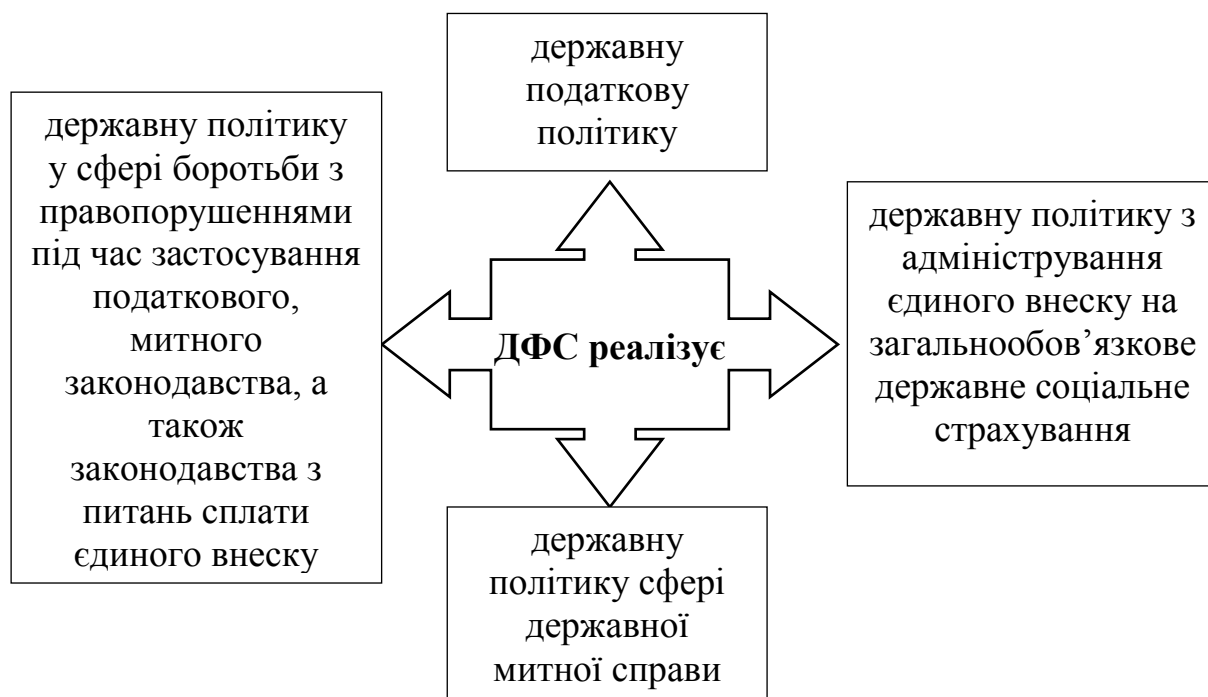 державну
податкову
політику
державну політику
у сфері боротьби з
правопорушеннями
під час застосування
податкового,
митного
законодавства, а
також
законодавства з
питань сплати
єдиного внеску
ДФС реалізує
державну політику з
адміністрування
єдиного внеску на
загальнообов’язкове
державне соціальне
страхування
державну
політику сфері
державної
митної справи